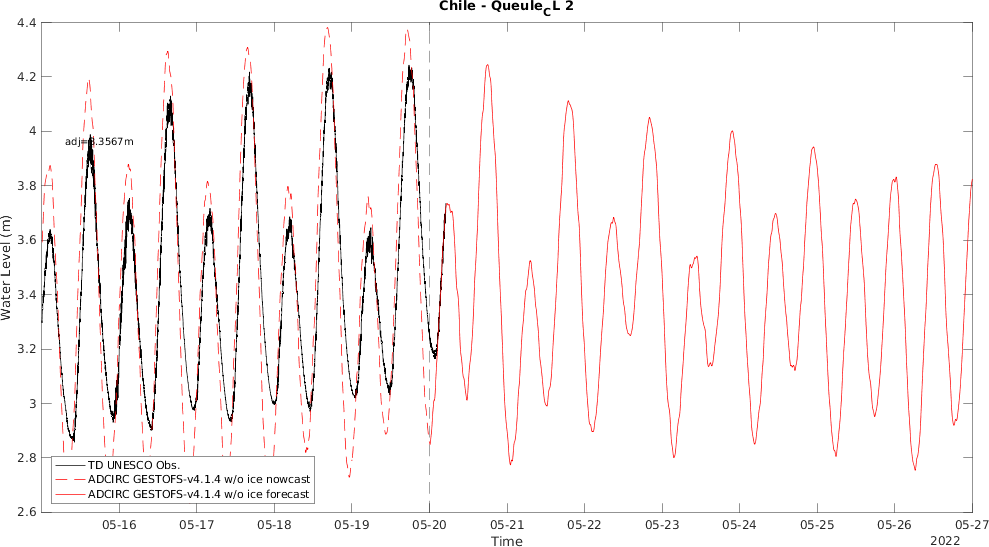 Chile - Queule_CL 2
4.4
4.2
4
3.8
3.6
3.4
3.2
3
2.8
2.6
Water Level (m)
adj=3.3567m
TD UNESCO Obs.
ADCIRC GESTOFS-v4.1.4 w/o ice nowcast
ADCIRC GESTOFS-v4.1.4 w/o ice forecast
05-16 05-17 05-18 05-19 05-20 05-21 05-22 05-23 05-24 05-25 05-26 05-27
Time
2022